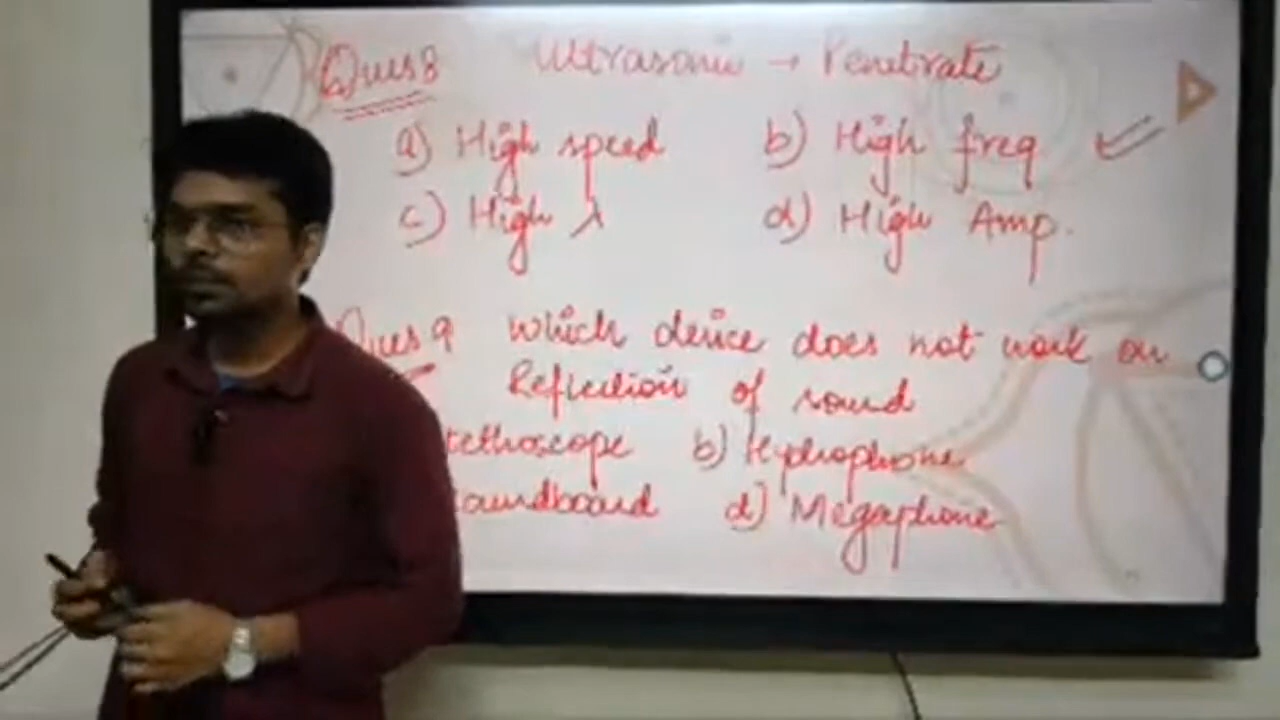 Ques 8 Ultrasonic → Penetrate
a) High speed b) High freq
c) High λ d) High Amp.
Ques 9 which device does not work on
Reflection of sound
tethoscope b) Hydrophone
oundboard d) Megaphone